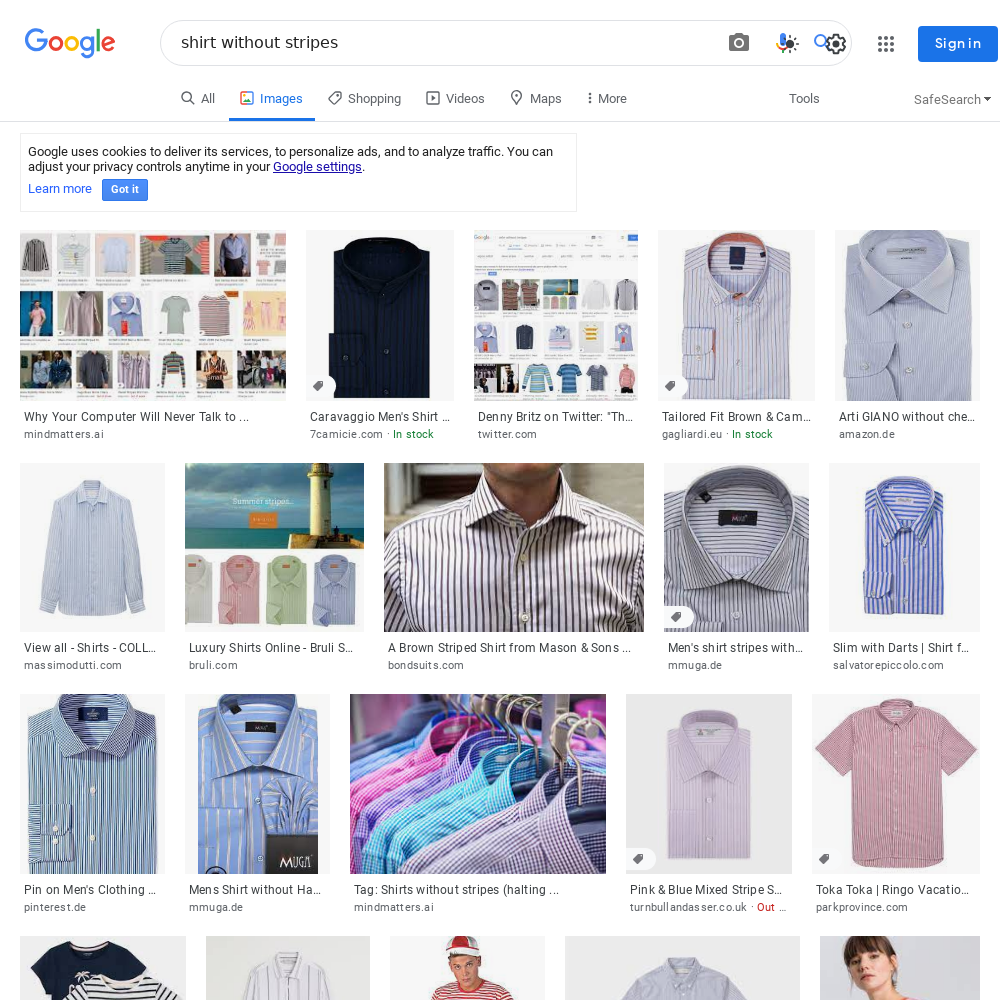 Google
shirt without stripes
Sign in
All
Images
Shopping
Videos
Maps
More
Tools
SafeSearch
Google uses cookies to deliver its services, to personalize ads, and to analyze traffic. You can
adjust your privacy controls anytime in your Google settings.
Learn more
Got it
Why Your Computer Will Never Talk to ...
mindmatters.ai
Caravaggio Men's Shirt ...
7camicie.com · In stock
Denny Britz on Twitter: "Th...
twitter.com
Tailored Fit Brown & Cam...
gagliardi.eu · In stock
Arti GIANO without che...
amazon.de
Summer stripes...
MUGA
View all - Shirts - COLL...
massimodutti.com
Luxury Shirts Online - Bruli S...
bruli.com
A Brown Striped Shirt from Mason & Sons ...
bondsuits.com
Men's shirt stripes with...
mmuga.de
Slim with Darts | Shirt f...
salvatorepiccolo.com
MUGA
Pin on Men's Clothing ...
pinterest.de
Mens Shirt without Ha...
mmuga.de
Tag: Shirts without stripes (halting ...
mindmatters.ai
Pink & Blue Mixed Stripe S...
turnbullandasser.co.uk · Out ...
Toka Toka | Ringo Vacatio...
parkprovince.com